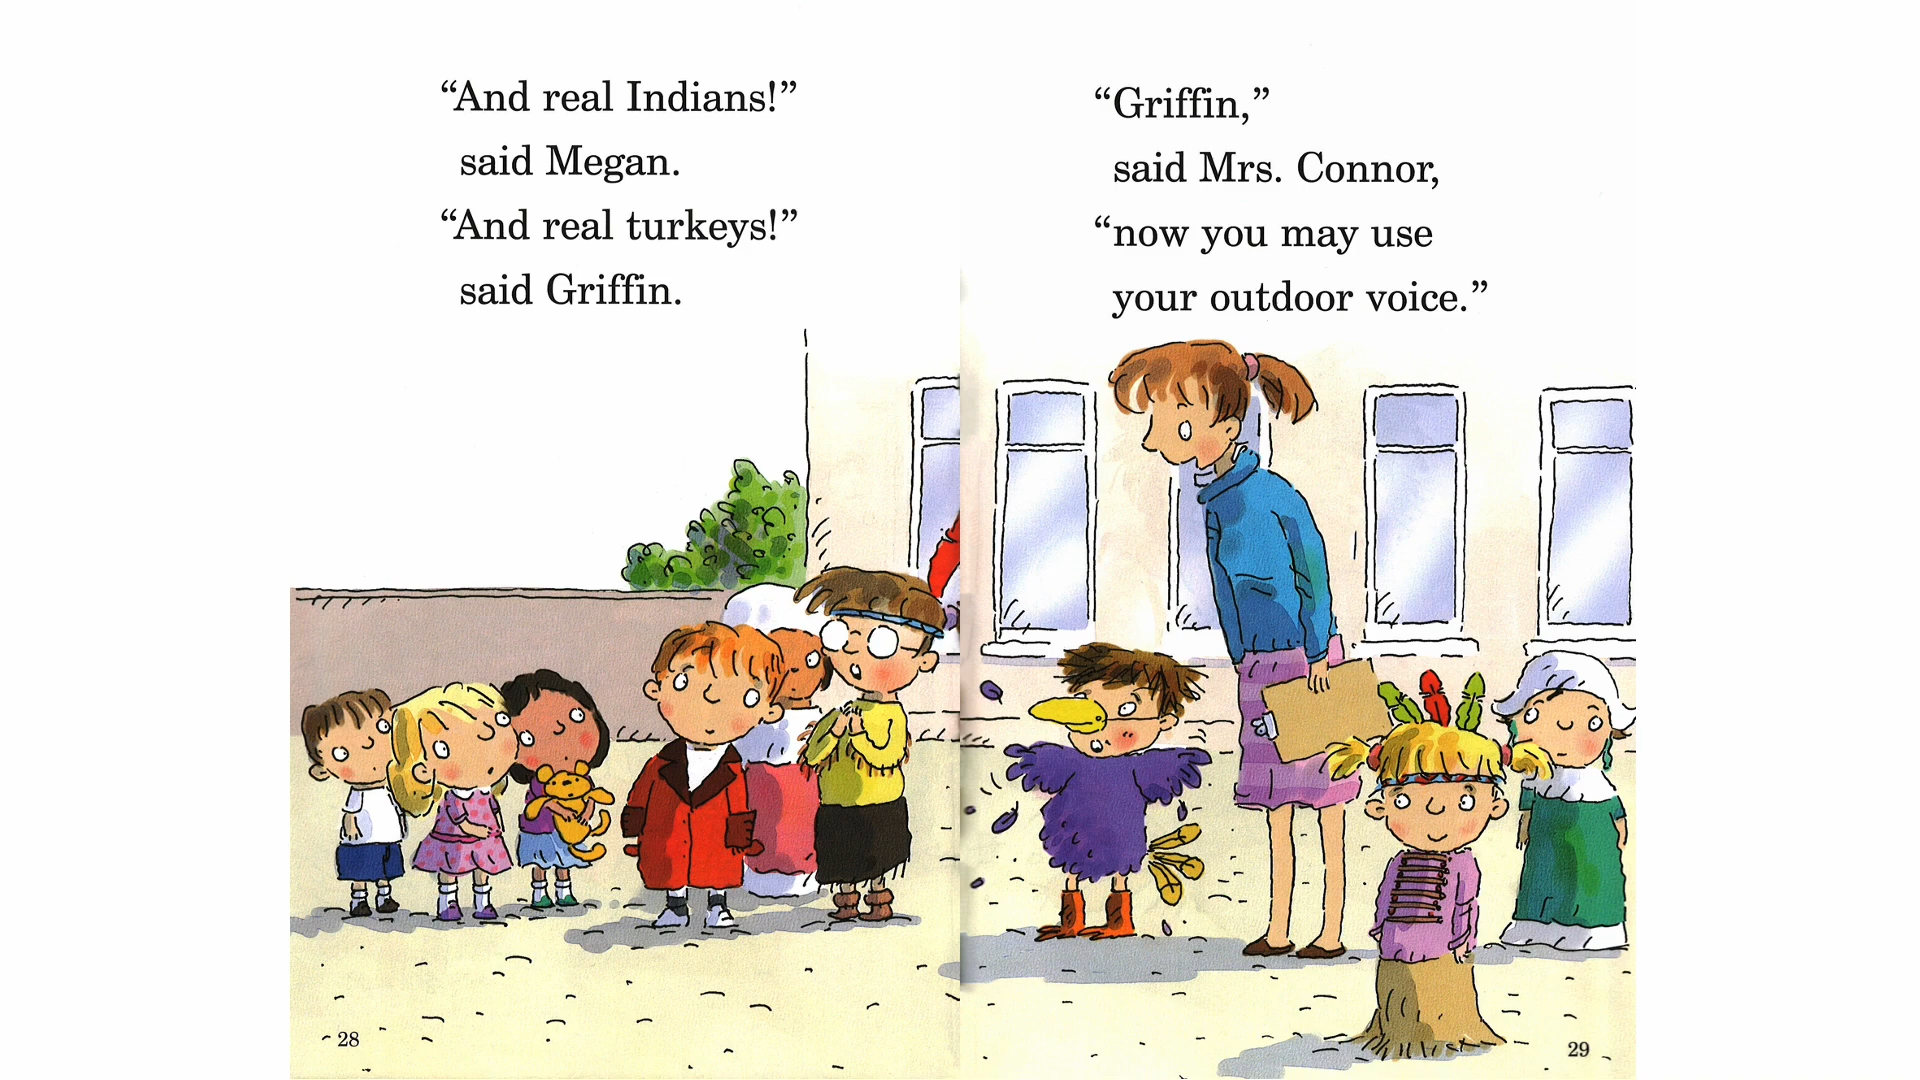 “And real Indians!”
said Megan.
“And real turkeys!”
said Griffin.
28
“Griffin,”
said Mrs. Connor,
“now you may use
your outdoor voice.”
29